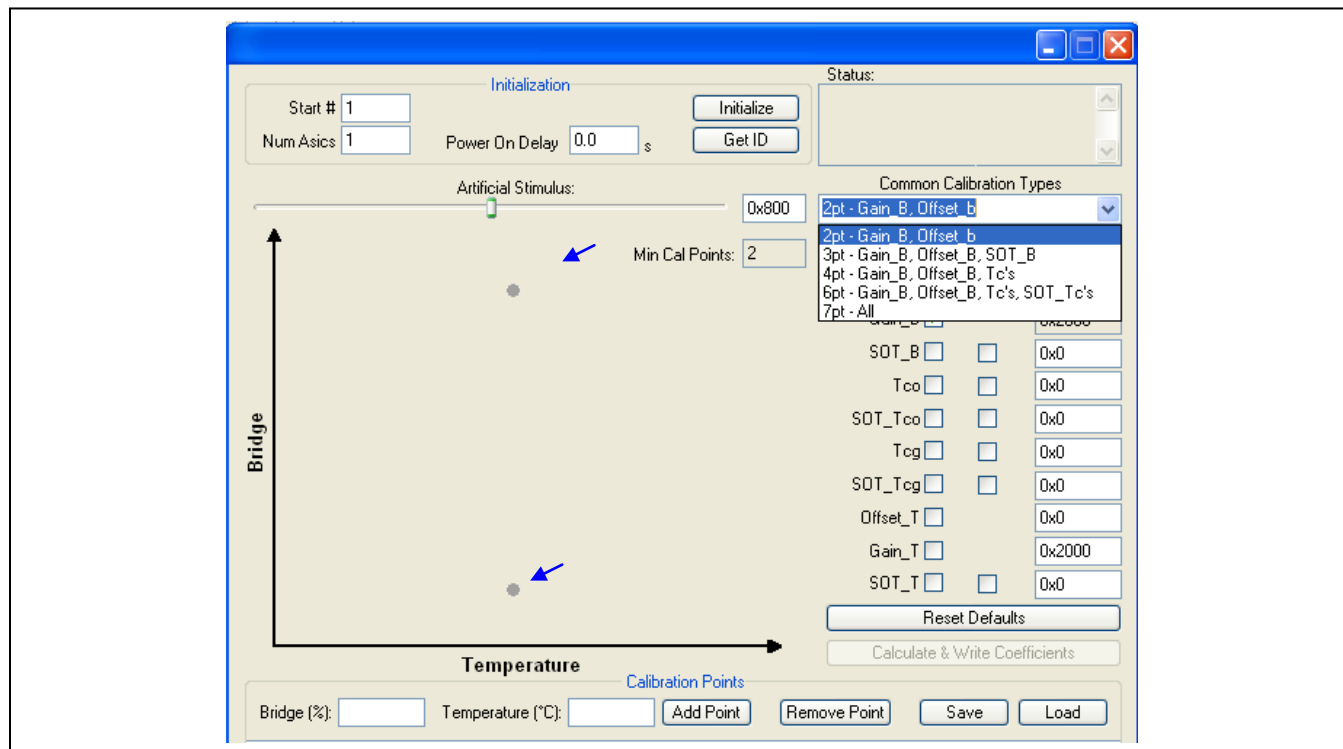 Initialization
Start # 1
Num Asics 1
Power On Delay 0.0 s
Initialize
Get ID
Status:
Artificial Stimulus:
0x800
Min Cal Points: 2
Common Calibration Types
2pt - Gain_B, Offset_b
2pt - Gain_B, Offset_b
3pt - Gain_B, Offset_B, SOT_B
4pt - Gain_B, Offset_B, Tc's
6pt - Gain_B, Offset_B, Tc's, SOT_Tc's
7pt - All
Gain_B 0x2000
SOT_B 0x0
Tco 0x0
SOT_Tco 0x0
Tcg 0x0
SOT_Tcg 0x0
Offset_T 0x0
Gain_T 0x2000
SOT_T 0x0
Bridge
Temperature
Reset Defaults
Calculate & Write Coefficients
Calibration Points
Bridge (%):
Temperature (°C):
Add Point
Remove Point
Save
Load